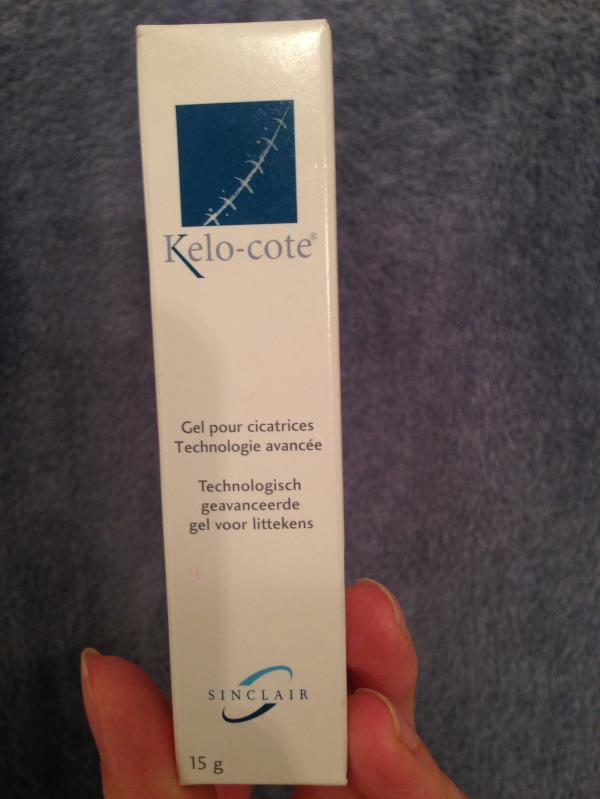 Kelo-cote®
Gel pour cicatrices
Technologie avancée
Technologisch
geavanceerde
gel voor littekens
SINCLAIR
15 g